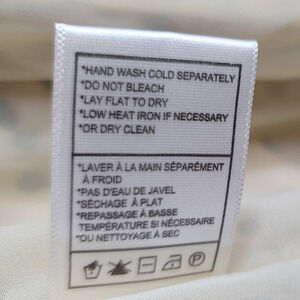 *HAND WASH COLD SEPARATELY
*DO NOT BLEACH
*LAY FLAT TO DRY
*LOW HEAT IRON IF NECESSARY
*OR DRY CLEAN
*LAVER À LA MAIN SÉPARÉMENT
À FROID
*PAS D'EAU DE JAVEL
*SÉCHAGE À PLAT
*REPASSAGE À BASSE
TEMPÉRATURE SI NÉCESSAIRE
*OU NETTOYAGE À SEC